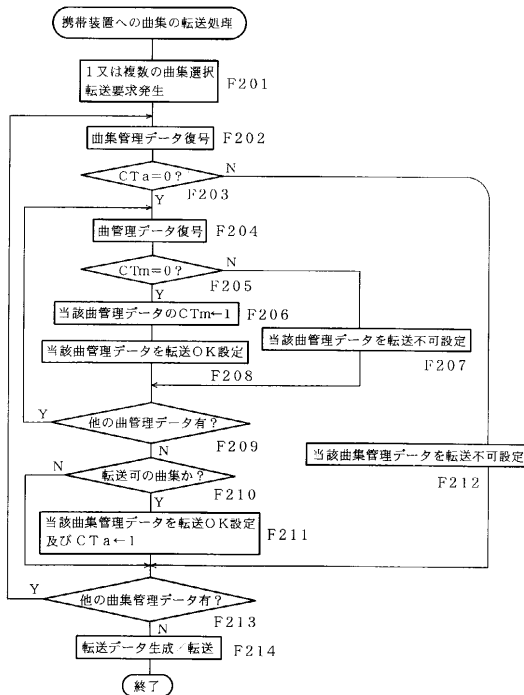 携帯装置への曲集の転送処理
1又は複数の曲集選択
転送要求発生
F201
曲集管理データ復号
F202
CTa=0?
N
F203
Y
曲管理データ復号
F204
CTm=0?
N
F205
Y
当該曲管理データのCTm←1
F206
当該曲管理データを転送不可設定
F207
当該曲管理データを転送OK設定
F208
Y
他の曲管理データ有?
F209
N
N
転送可の曲集か?
F210
Y
当該曲集管理データを転送不可設定
F212
当該曲集管理データを転送OK設定
及びCTa←1
F211
Y
他の曲集管理データ有?
F213
N
転送データ生成/転送
F214
終了